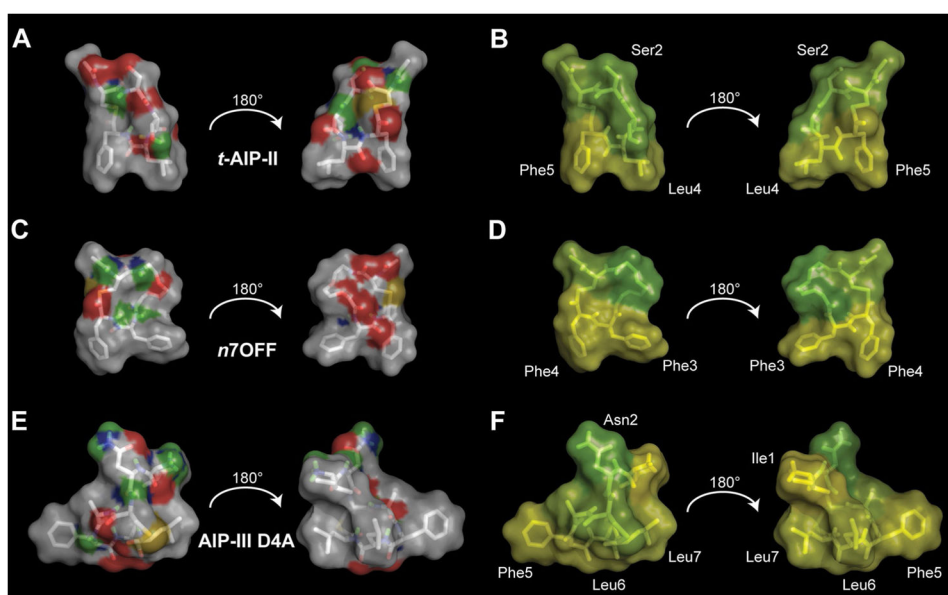 A
180°
t-AIP-II
B
Ser2
Ser2
180°
Phe5
Leu4
Leu4
Phe5
C
180°
n7OFF
D
180°
Phe4
Phe3
Phe3
Phe4
E
180°
AIP-III D4A
F
Asn2
Ile1
180°
Phe5
Leu6
Leu7
Leu7
Leu6
Phe5